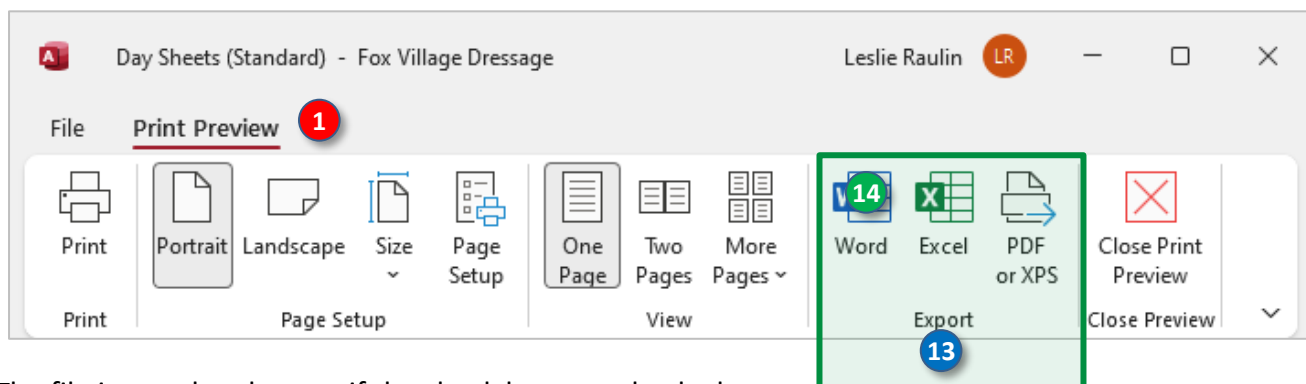 A Day Sheets (Standard) - Fox Village Dressage Leslie Raulin LR
File Print Preview 1
14
Print Portrait Landscape Size Page Setup One Page Two Pages More Pages Word Excel PDF or XPS Close Print Preview
Print Page Setup View Export Close Preview
13